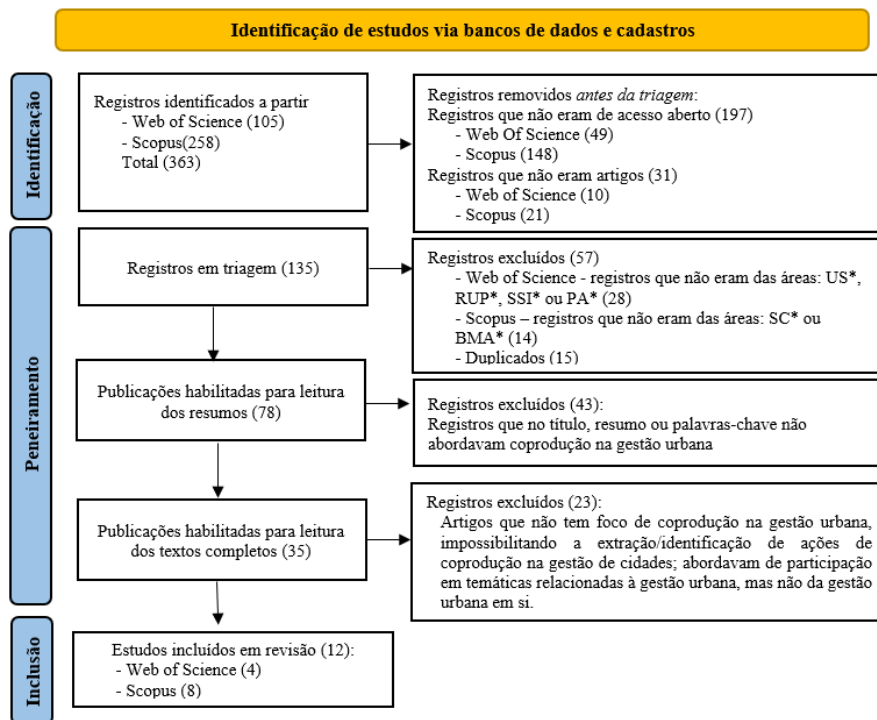 Identificação de estudos via bancos de dados e cadastros
Identificação
Registros identificados a partir
- Web of Science (105)
- Scopus(258)
Total (363)
Registros removidos antes da triagem:
Registros que não eram de acesso aberto (197)
- Web Of Science (49)
- Scopus (148)
Registros que não eram artigos (31)
- Web of Science (10)
- Scopus (21)
Peneiramento
Registros em triagem (135)
Registros excluídos (57)
- Web of Science - registros que não eram das áreas: US*,
RUP*, SSI* ou PA* (28)
- Scopus – registros que não eram das áreas: SC* ou
BMA* (14)
- Duplicados (15)
Publicações habilitadas para leitura
dos resumos (78)
Registros excluídos (43):
Registros que no título, resumo ou palavras-chave não
abordavam coprodução na gestão urbana
Publicações habilitadas para leitura
dos textos completos (35)
Registros excluídos (23):
Artigos que não tem foco de coprodução na gestão urbana,
impossibilitando a extração/identificação de ações de
coprodução na gestão de cidades; abordavam de participação
em temáticas relacionadas à gestão urbana, mas não da gestão
urbana em si.
Inclusão
Estudos incluídos em revisão (12):
- Web of Science (4)
- Scopus (8)